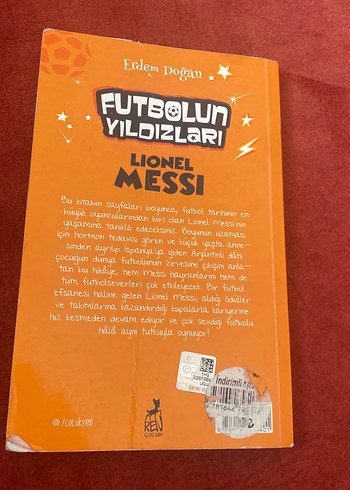 Erdem Doğan
FUTBOLUN
YILDIZLARI
LIONEL
MESSI
Bu kitabın sayfaları boyunca, futbol tarihinin en
büyük oyuncularından biri olan Lionel Messi'nin
yaşamına tanıklık edeceksiniz. Boyunun uzaması
için hormon tedavisi gören ve küçük yaşta anne-
sinden ayrılıp İspanya'ya giden Arjantinli dâhi
çocuğun dünya futbolunun zirvesine çıkışını anla-
tan bu hikâye, hem Messi hayranlarını hem de
tüm futbolseverleri çok etkileyecek. Bir futbol
efsanesi haline gelen Lionel Messi, aldığı ödüller
ve takımlarına kazandırdığı kupalarla kariyerine
hız kesmeden devam ediyor ve çok sevdiği futbolu
hâlâ aynı tutkuyla oynuyor!
İndirimli
/cocukren
REN
ÇOCUK